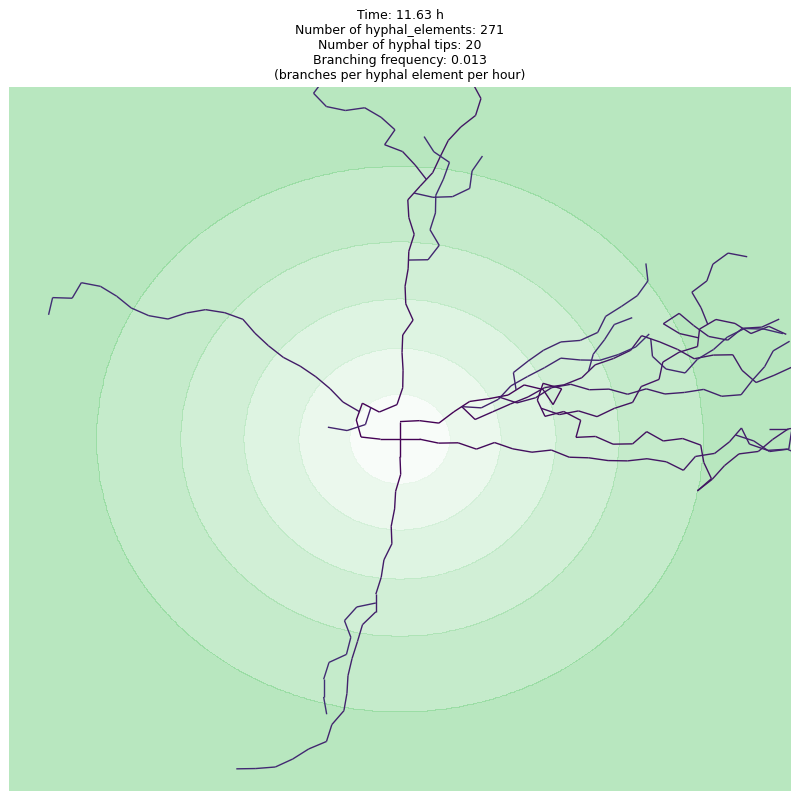 Time: 11.63 h
Number of hyphal_elements: 271
Number of hyphal tips: 20
Branching frequency: 0.013
(branches per hyphal element per hour)